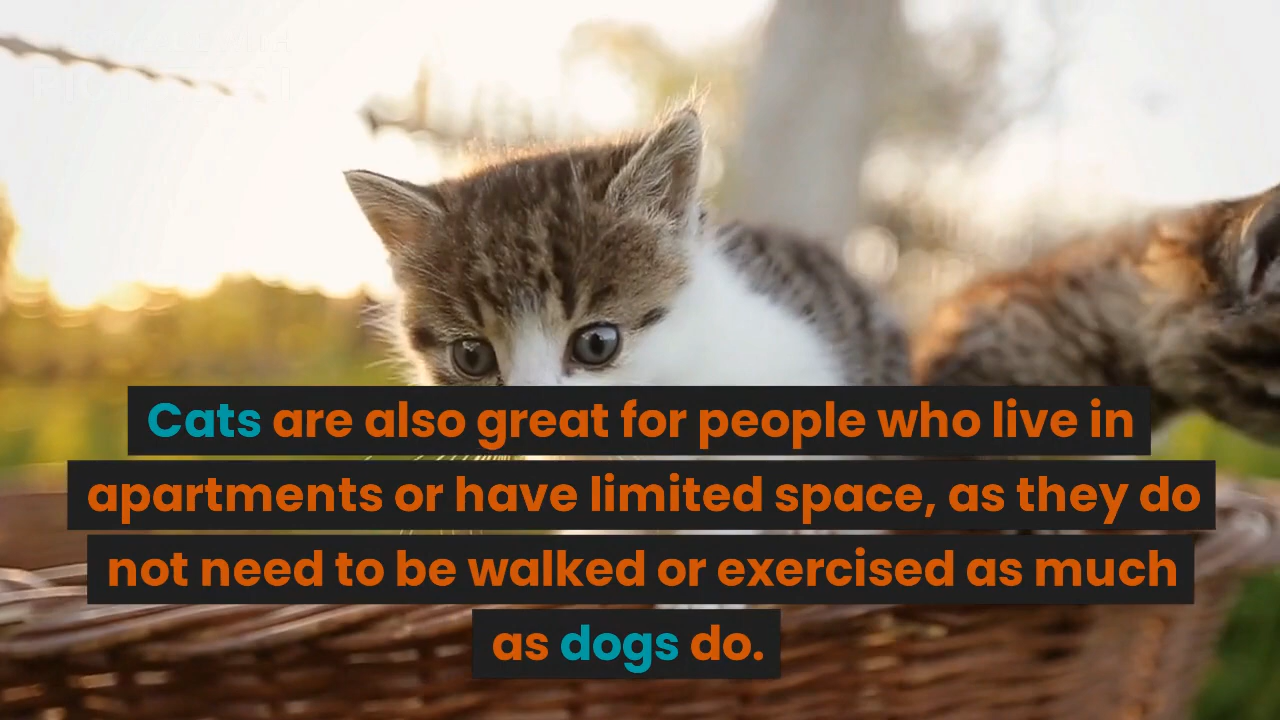 Cats are also great for people who live in
apartments or have limited space, as they do
not need to be walked or exercised as much
as dogs do.